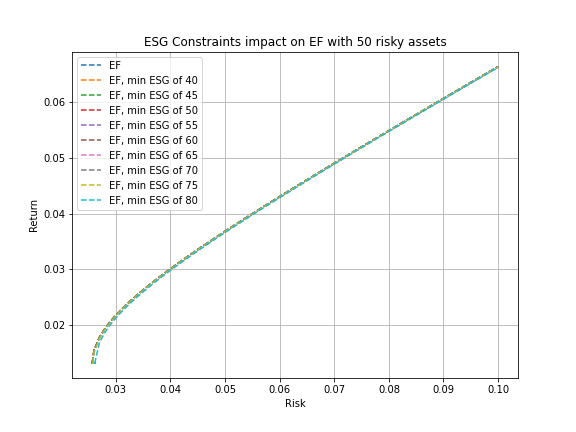 ESG Constraints impact on EF with 50 risky assets
EF
EF, min ESG of 40
EF, min ESG of 45
EF, min ESG of 50
EF, min ESG of 55
EF, min ESG of 60
EF, min ESG of 65
EF, min ESG of 70
EF, min ESG of 75
EF, min ESG of 80
Return
0.06
0.05
0.04
0.03
0.02
0.03 0.04 0.05 0.06 0.07 0.08 0.09 0.10
Risk